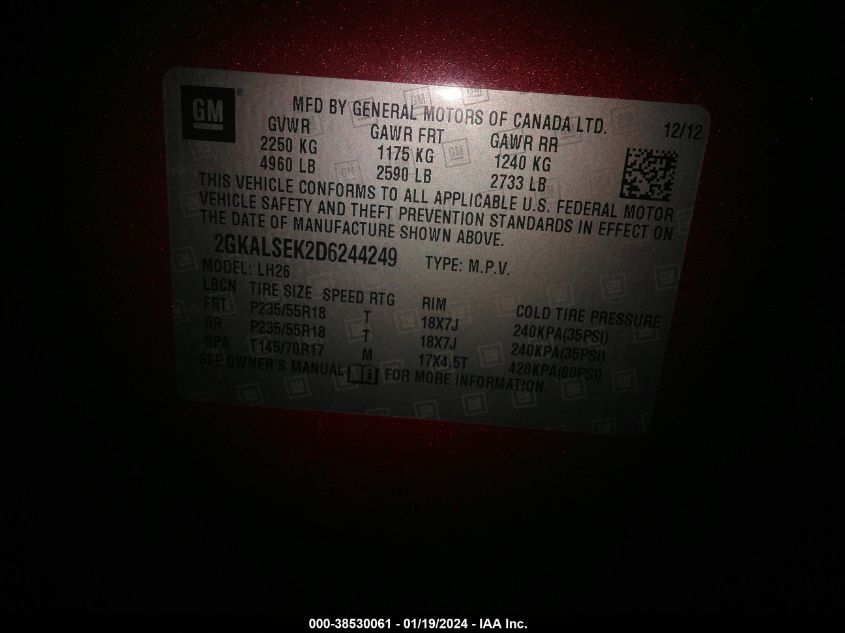 GM
MFD BY GENERAL MOTORS OF CANADA LTD. 12/12
GVWR GAWR FRT GAWR RR
2250 KG 1175 KG 1240 KG
4960 LB 2590 LB 2733 LB
THIS VEHICLE CONFORMS TO ALL APPLICABLE U.S. FEDERAL MOTOR
VEHICLE SAFETY AND THEFT PREVENTION STANDARDS IN EFFECT ON
THE DATE OF MANUFACTURE SHOWN ABOVE.
2GKALSEK2D6244249 TYPE: M.P.V.
MODEL: LH26
LBCN TIRE SIZE SPEED RTG RIM COLD TIRE PRESSURE
FRT P235/55R18 T 18X7J 240KPA(35PSI)
RR P235/55R18 T 18X7J 240KPA(35PSI)
SPA T145/70R17 M 17X4.5T 420KPA(60PSI)
SEE OWNER'S MANUAL FOR MORE INFORMATION.
000-38530061 - 01/19/2024 - IAA Inc.